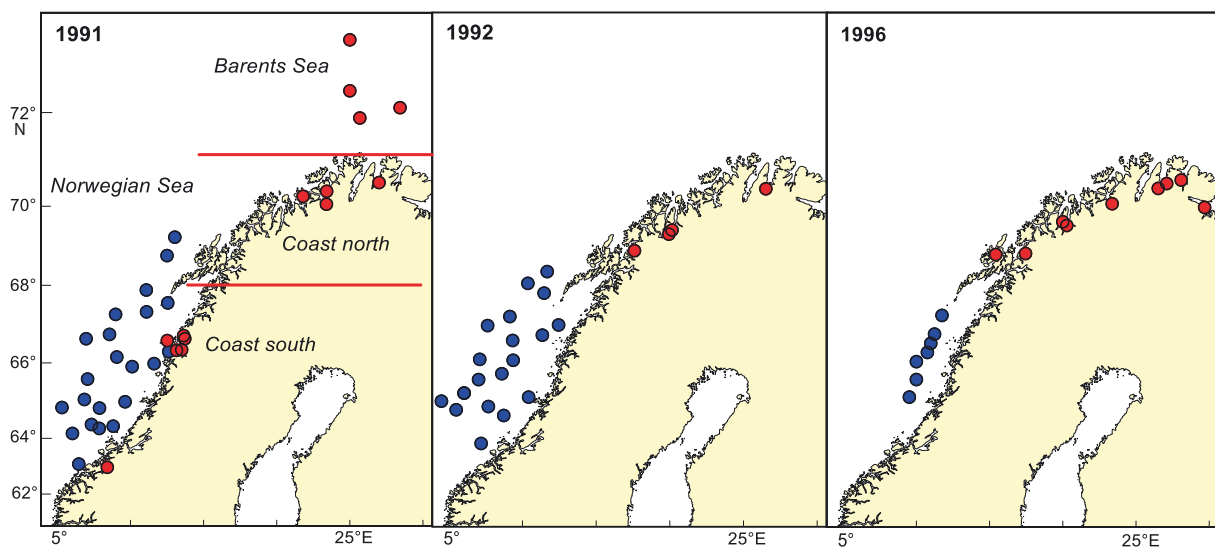 1991
1992
1996
Barents Sea
72°
N
Norwegian Sea
70°
Coast north
68°
Coast south
66°
64°
62°
5°
25°E
5°
25°E
5°
25°E